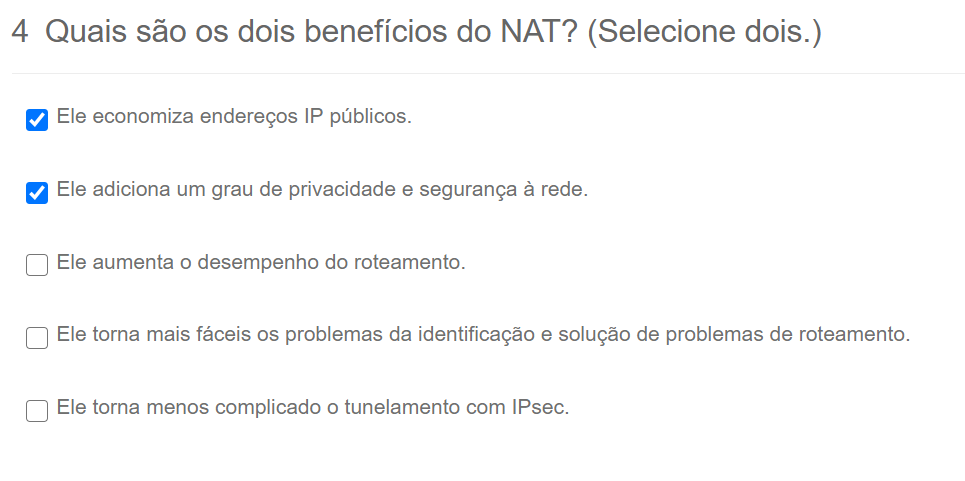 4 Quais são os dois benefícios do NAT? (Selecione dois.)
Ele economiza endereços IP públicos.
Ele adiciona um grau de privacidade e segurança à rede.
Ele aumenta o desempenho do roteamento.
Ele torna mais fáceis os problemas da identificação e solução de problemas de roteamento.
Ele torna menos complicado o tunelamento com IPsec.